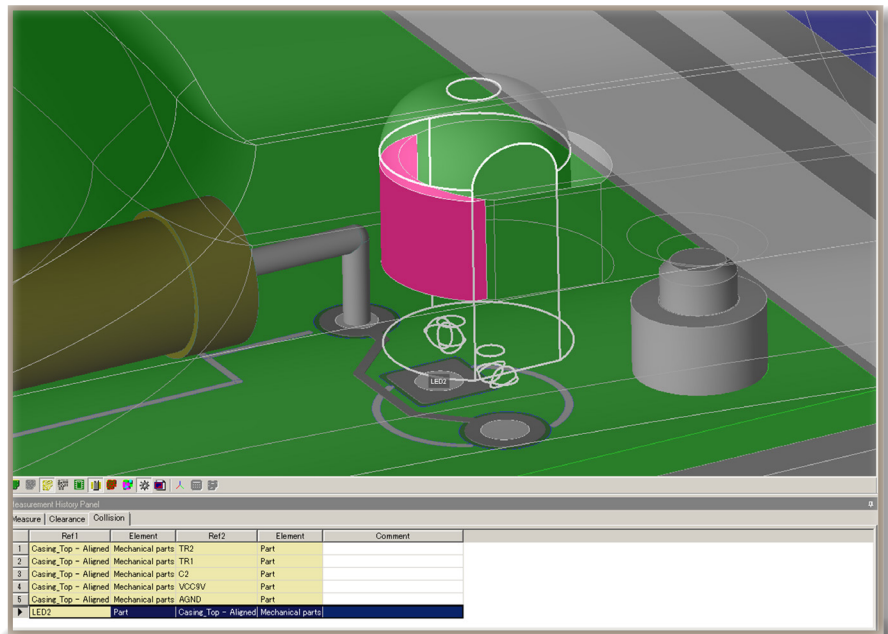 LED2
Measurement History Panel
Measure Clearance Collision
Ref1 Element Ref2 Element Comment
1 Casing_Top - Aligned Mechanical parts TR2 Part
2 Casing_Top - Aligned Mechanical parts TR1 Part
3 Casing_Top - Aligned Mechanical parts C2 Part
4 Casing_Top - Aligned Mechanical parts VCC9V Part
5 Casing_Top - Aligned Mechanical parts AGND Part
LED2 Part Casing_Top - Aligned Mechanical parts